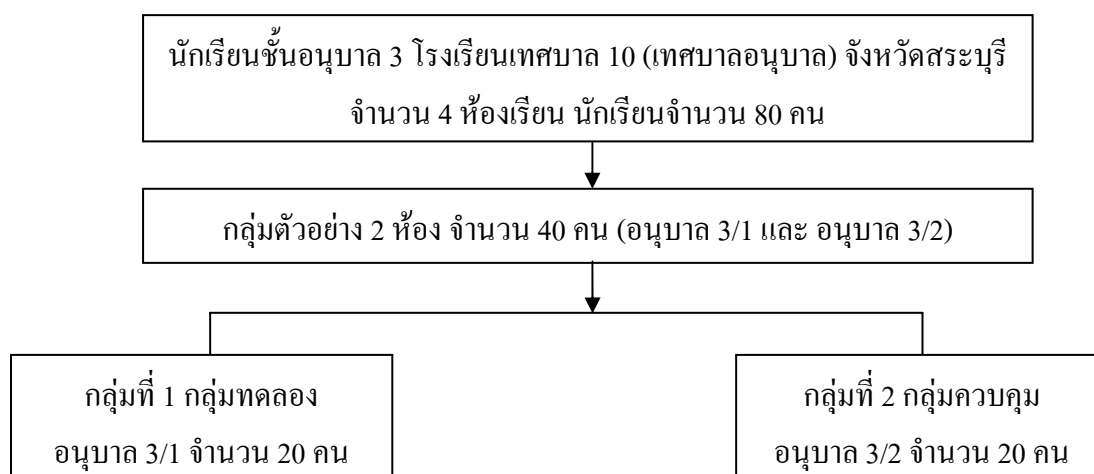 นักเรียนชั้นอนุบาล 3 โรงเรียนเทศบาล 10 (เทศบาลอนุบาล) จังหวัดสระบุรี
จำนวน 4 ห้องเรียน นักเรียนจำนวน 80 คน
กลุ่มตัวอย่าง 2 ห้อง จำนวน 40 คน (อนุบาล 3/1 และ อนุบาล 3/2)
กลุ่มที่ 1 กลุ่มทดลอง
อนุบาล 3/1 จำนวน 20 คน
กลุ่มที่ 2 กลุ่มควบคุม
อนุบาล 3/2 จำนวน 20 คน